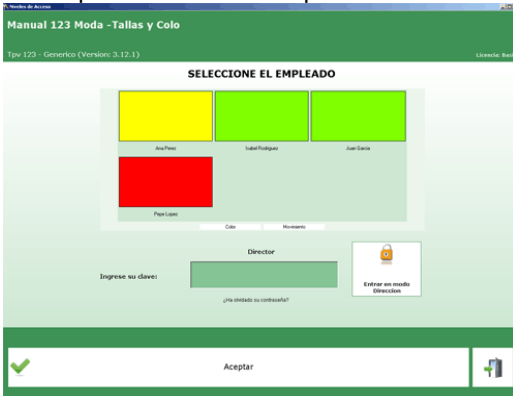 Niveles de Acceso
Manual 123 Moda -Tallas y Colo
Tpv 123 - Generico (Version: 3.12.1)
Licencia: Basi
SELECCIONE EL EMPLEADO
Ana Perez
Isabel Rodriguez
Juan Garcia
Pepe Lopez
Color
Movimiento
Director
Ingrese su clave:
¿Ha olvidado su contraseña?
Entrar en modo
Direccion
Aceptar